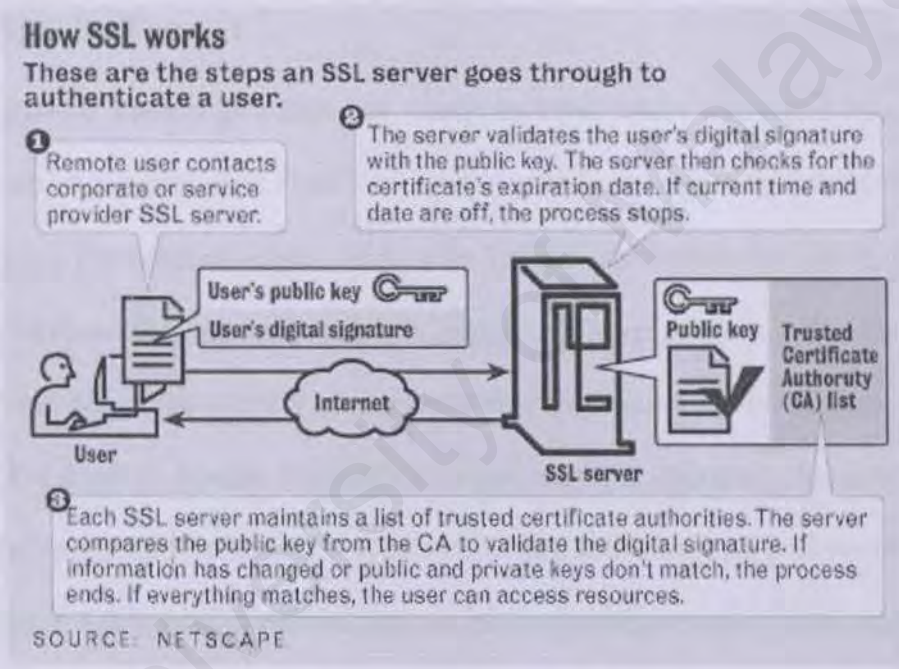 How SSL works
These are the steps an SSL server goes through to
authenticate a user.
1
Remote user contacts
corporate or service
provider SSL server.
2
The server validates the user's digital signature
with the public key. The server then checks for the
certificate's expiration date. If current time and
date are off, the process stops.
User's public key
User's digital signature
Internet
User
SSL server
Public key
Trusted
Certificate
Authoruty
(CA) list
3
Each SSL server maintains a list of trusted certificate authorities. The server
compares the public key from the CA to validate the digital signature. If
information has changed or public and private keys don't match, the process
ends. If everything matches, the user can access resources.
SOURCE: NETSCAPE